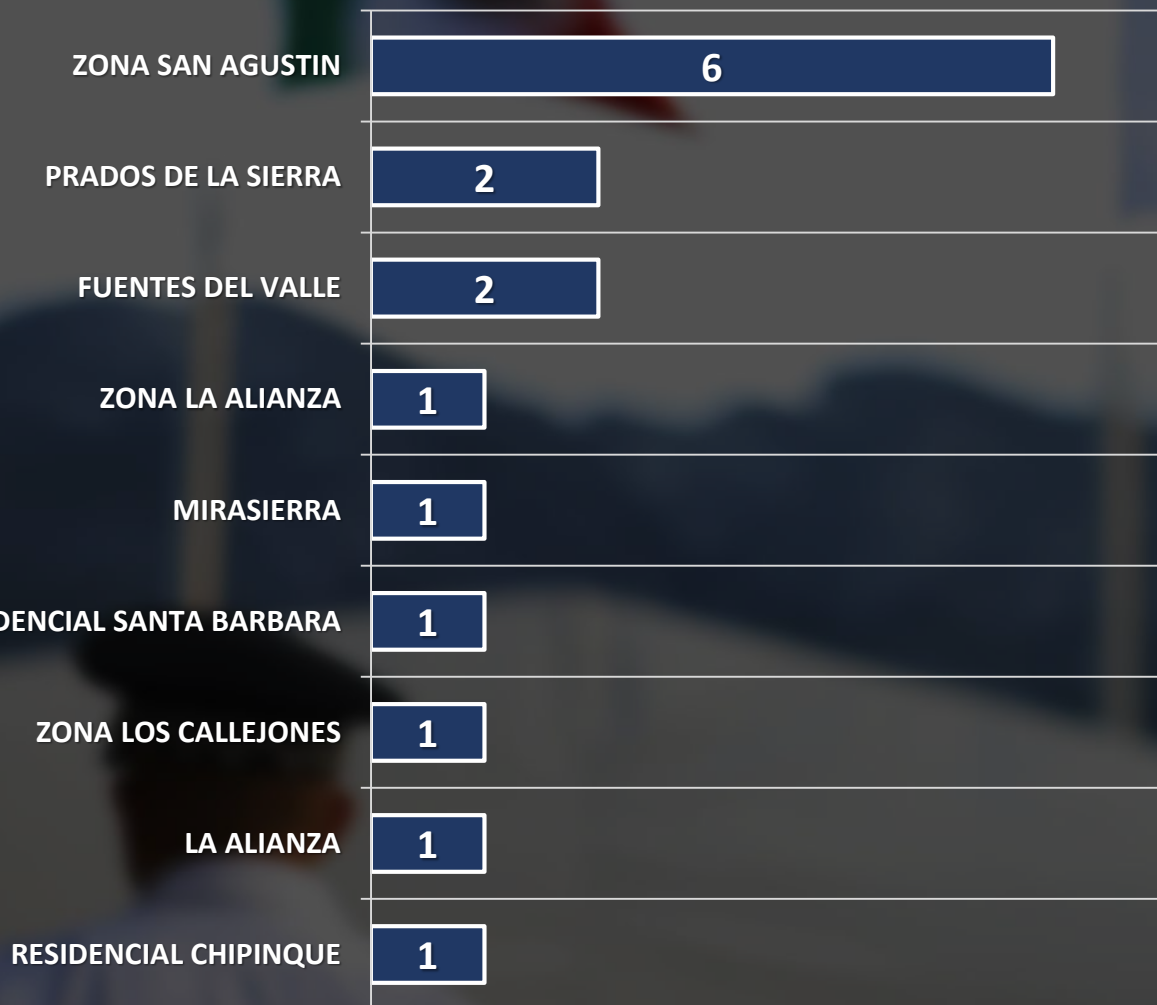 ZONA SAN AGUSTIN 6
PRADOS DE LA SIERRA 2
FUENTES DEL VALLE 2
ZONA LA ALIANZA 1
MIRASIERRA 1
DENCIAL SANTA BARBARA 1
ZONA LOS CALLEJONES 1
LA ALIANZA 1
RESIDENCIAL CHIPINQUE 1